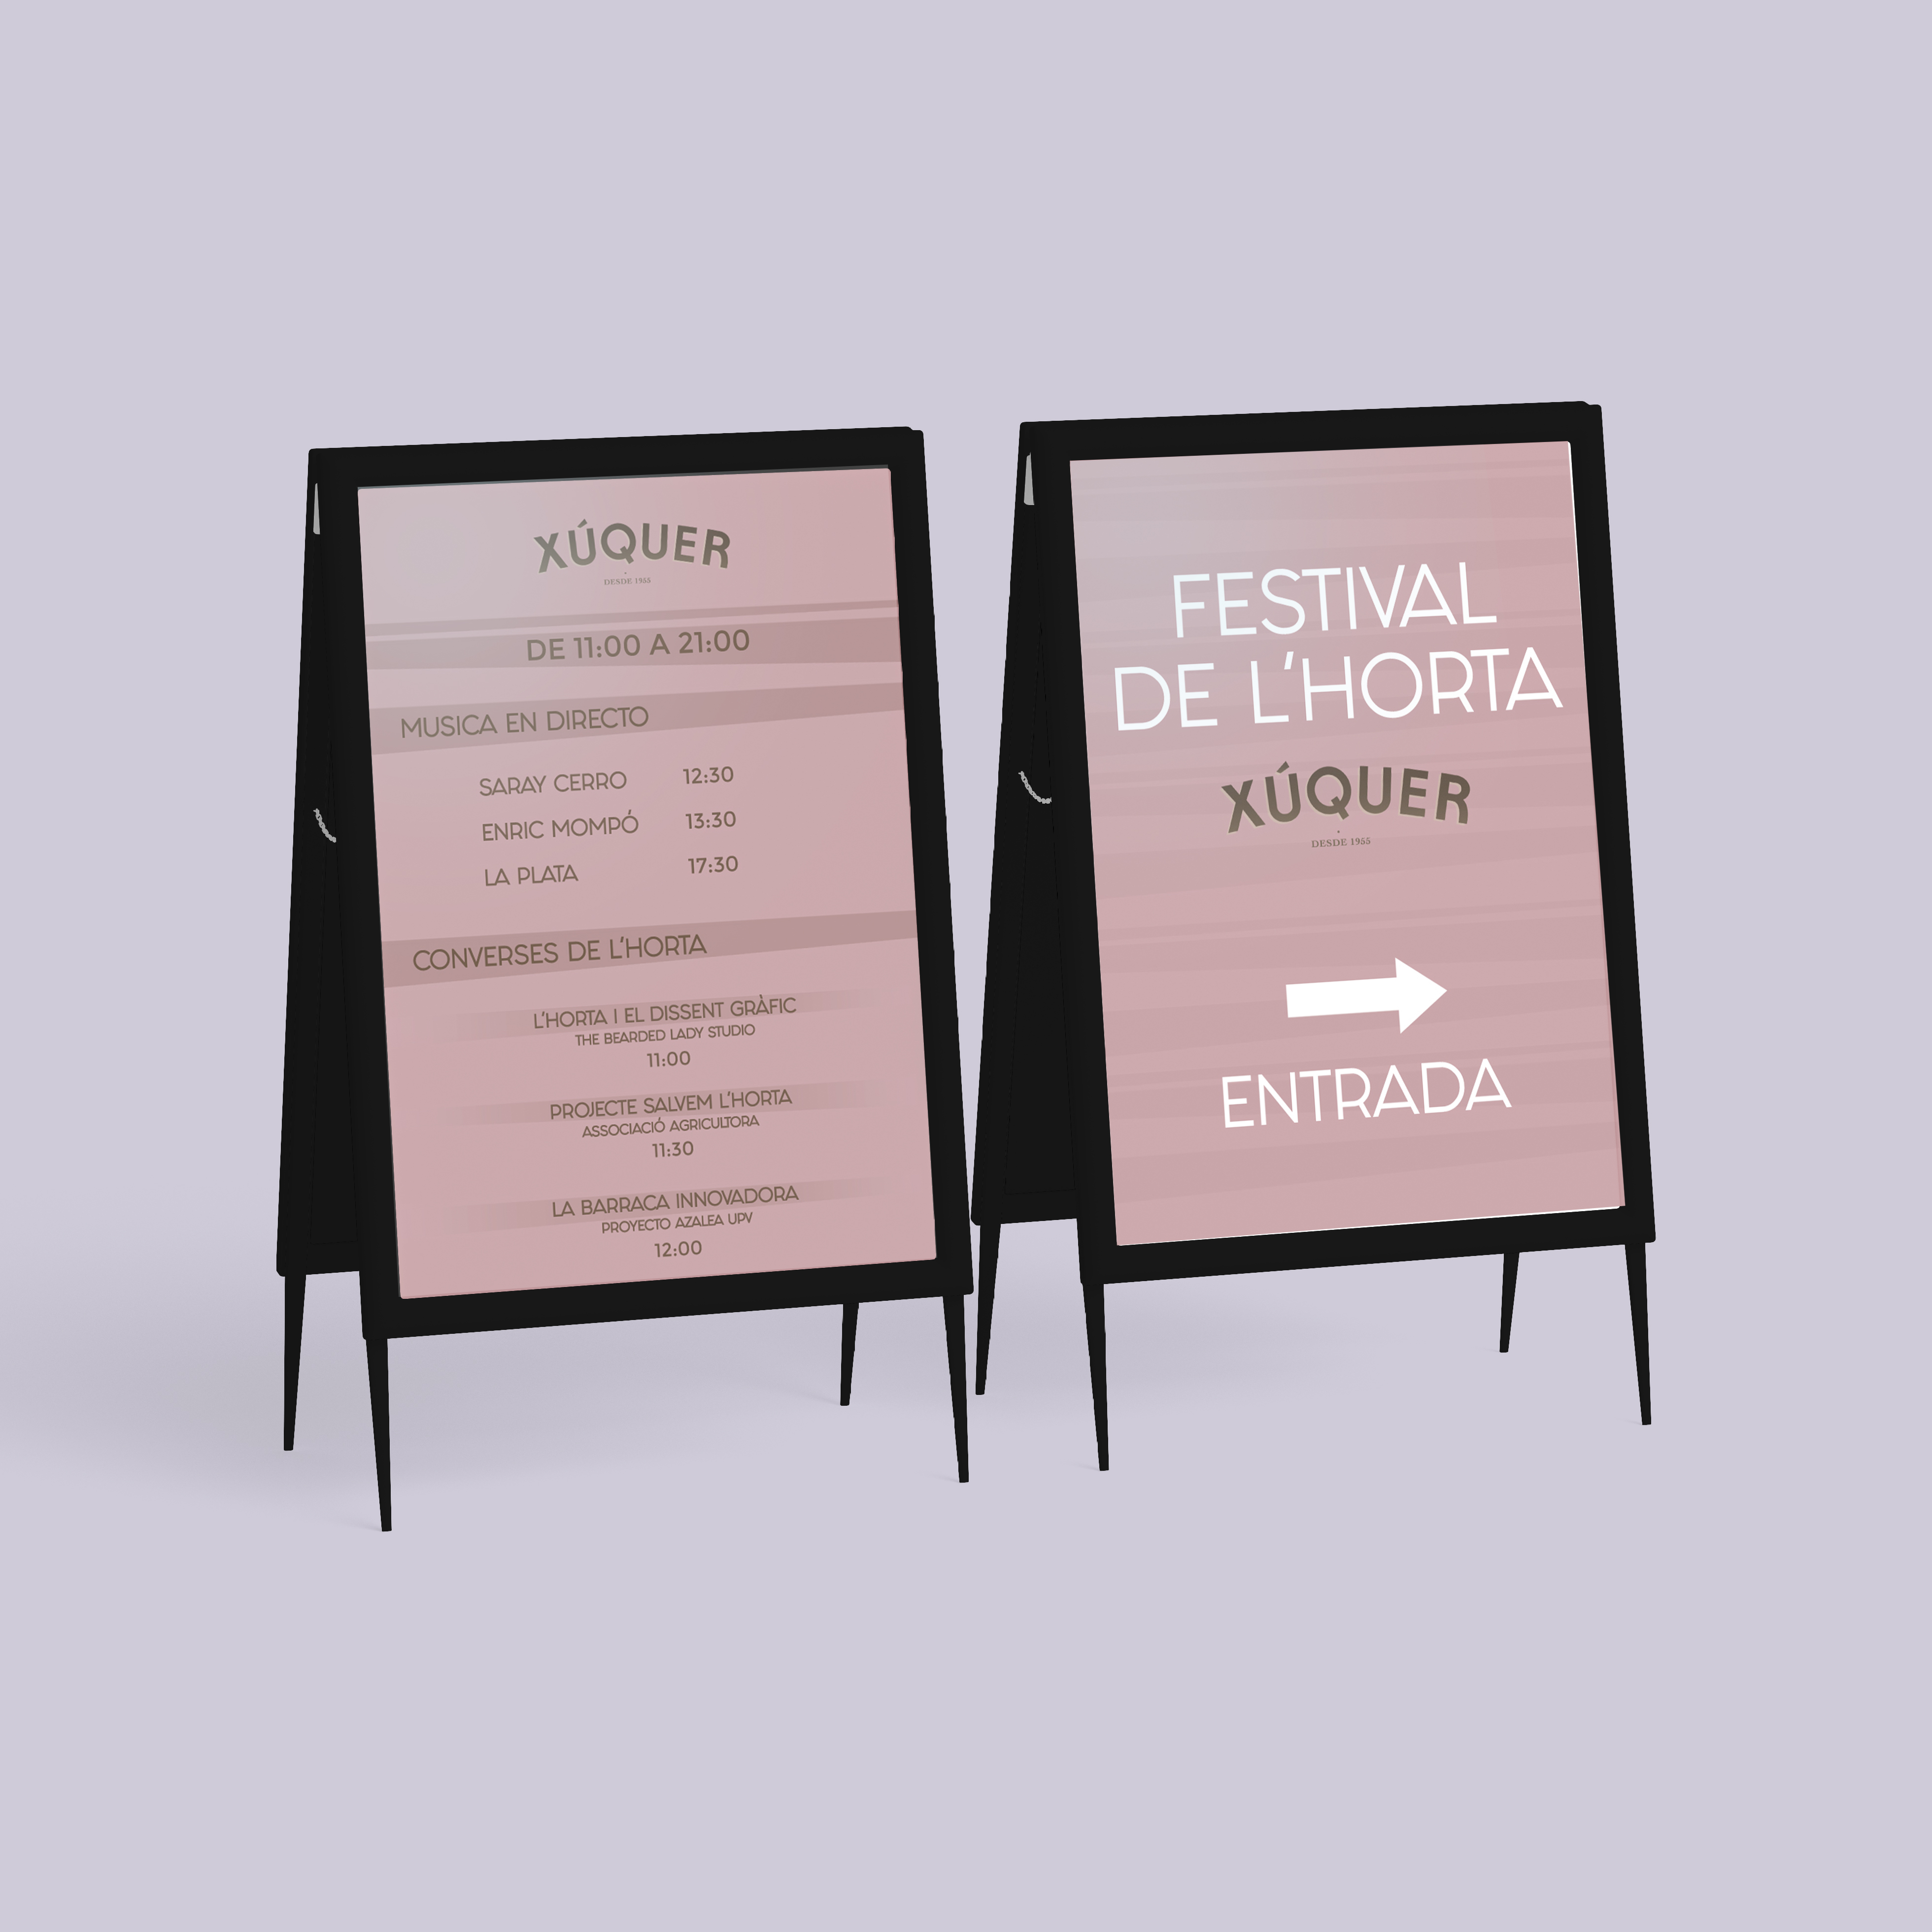 XÚQUER
DESDE 1955
DE 11:00 A 21:00
MUSICA EN DIRECTO
SARAY CERRO 12:30
ENRIC MOMPÓ 13:30
LA PLATA 17:30
CONVERSES DE L'HORTA
L'HORTA I EL DISSENT GRÀFIC
THE BEARDED LADY STUDIO
11:00
PROJECTE SALVEM L'HORTA
ASSOCIACIÓ AGRICULTORA
11:30
LA BARRACA INNOVADORA
PROYECTO AZALEA UPV
12:00
FESTIVAL
DE L'HORTA
XÚQUER
DESDE 1955
ENTRADA